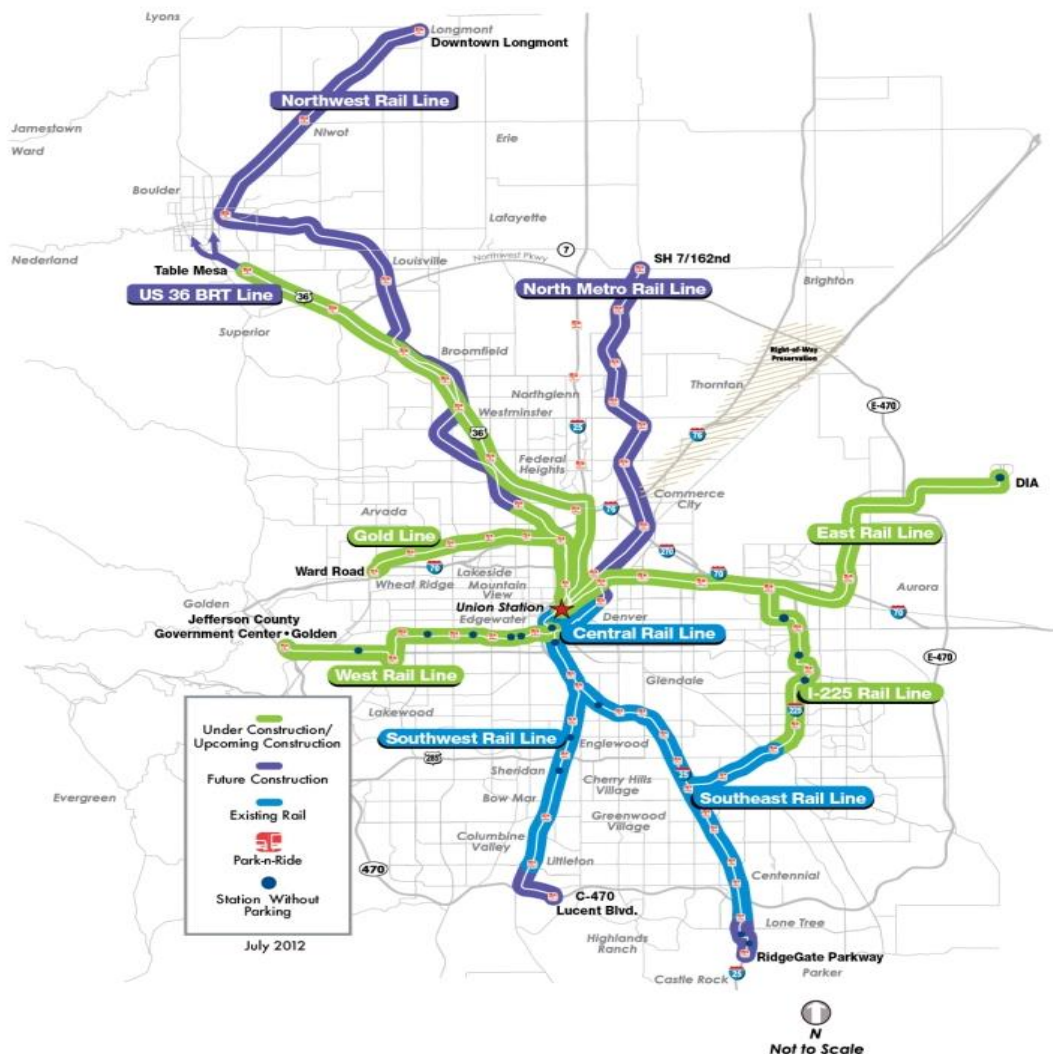 Lyons
Longmont
Downtown Longmont
Northwest Rail Line
Niwot
Jamestown
Ward
Erie
Boulder
Lafayette
Nederland
7
Northwest Pkwy
SH 7/162nd
Table Mesa
Louisville
North Metro Rail Line
Brighton
US 36 BRT Line
36
Superior
Broomfield
Right-of-Way
Preservation
Thornton
Northglenn
E-470
Westminster
25
36
76
Federal
Heights
DIA
Commerce
City
Arvada
76
Gold Line
East Rail Line
270
70
Ward Road
76
Wheat Ridge
Lakeside
Mountain
View
Aurora
Golden
Union Station
Edgewater
Denver
70
Jefferson County
Government Center•Golden
Central Rail Line
West Rail Line
Glendale
E-470
I-225 Rail Line
Lakewood
225
Under Construction/
Upcoming Construction
Future Construction
Existing Rail
Park-n-Ride
Station Without
Parking
July 2012
Southwest Rail Line
285
Englewood
Sheridan
Cherry Hills
Village
25
Evergreen
Bow Mar
Southeast Rail Line
Greenwood
Village
Columbine
Valley
470
Littleton
Centennial
C-470
Lucent Blvd.
Lone Tree
Highlands
Ranch
RidgeGate Parkway
Parker
Castle Rock
25
N
Not to Scale